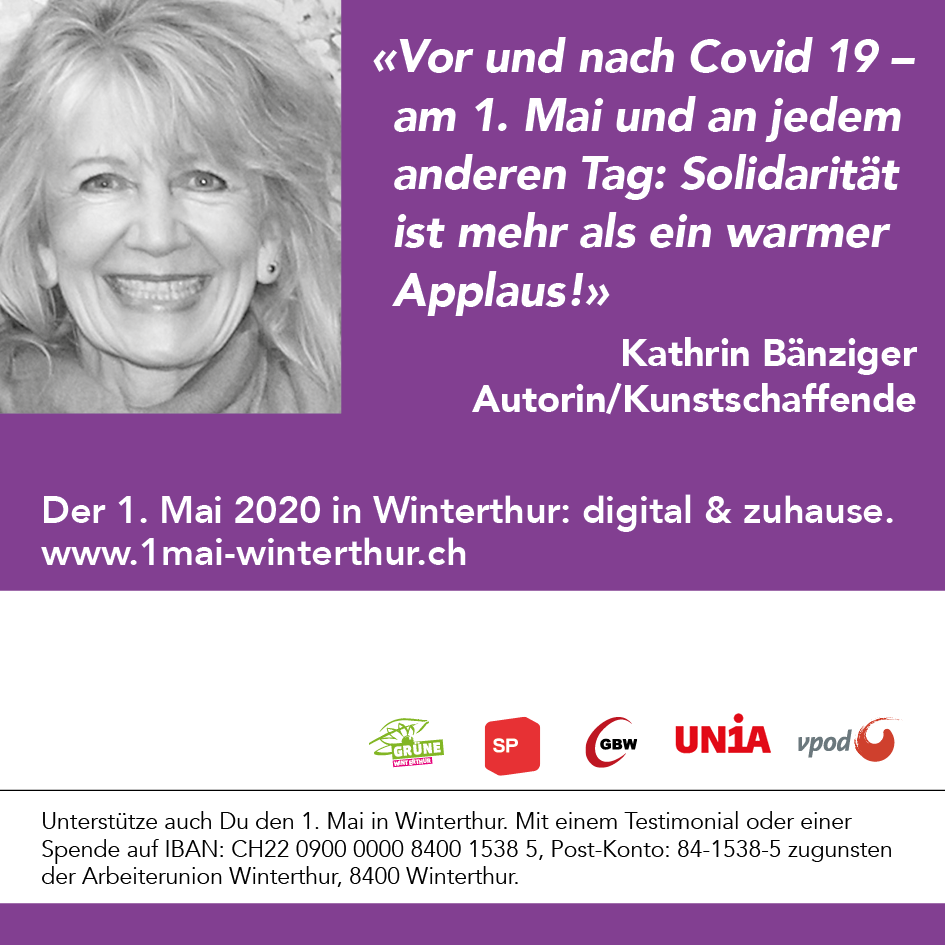 «Vor und nach Covid 19 –
am 1. Mai und an jedem
anderen Tag: Solidarität
ist mehr als ein warmer
Applaus!»
Kathrin Bänziger
Autorin/Kunstschaffende
Der 1. Mai 2020 in Winterthur: digital & zuhause.
www.1mai-winterthur.ch
GRÜNE
WINTERTHUR
SP
GBW
UNiA
vpod
Unterstütze auch Du den 1. Mai in Winterthur. Mit einem Testimonial oder einer
Spende auf IBAN: CH22 0900 0000 8400 1538 5, Post-Konto: 84-1538-5 zugunsten
der Arbeiterunion Winterthur, 8400 Winterthur.